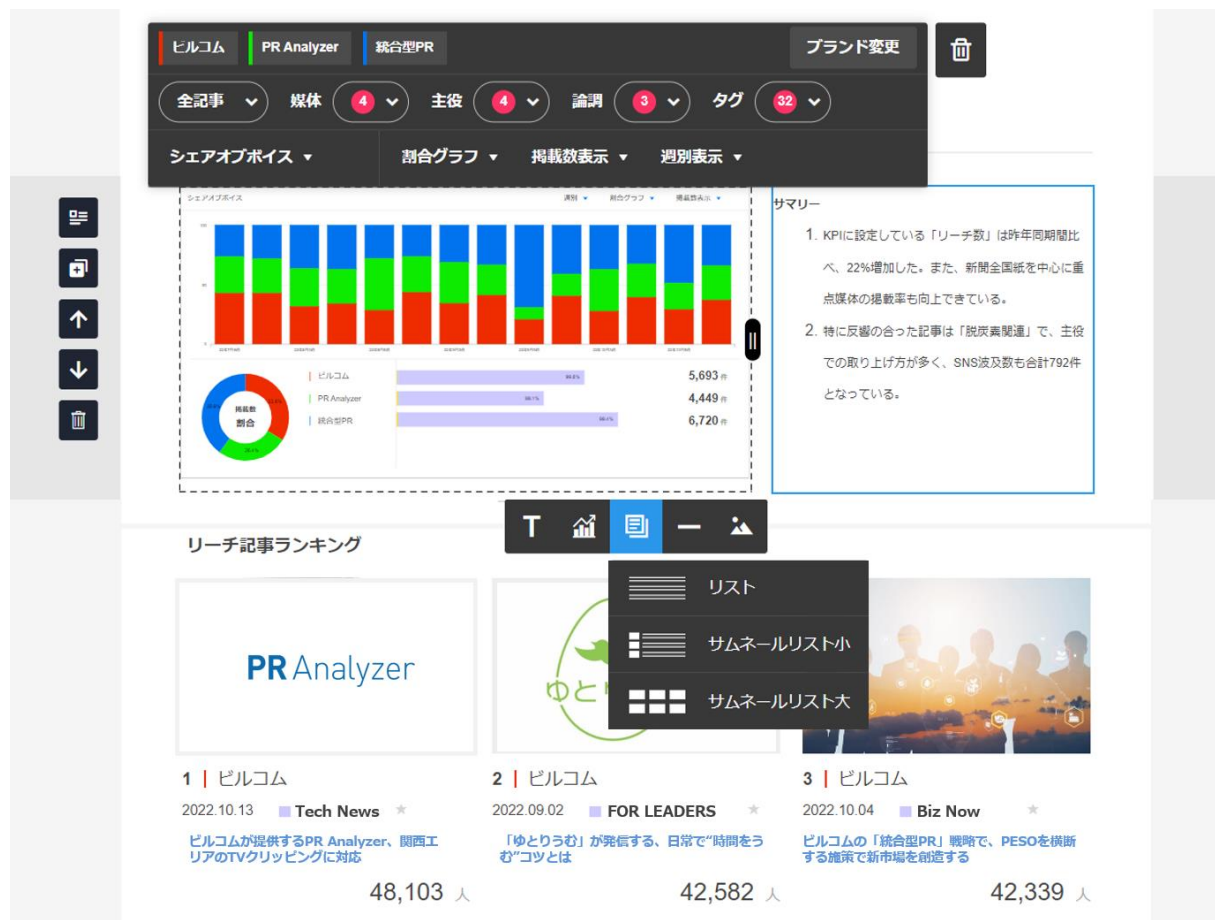 ビルコム PR Analyzer 統合型PR ブランド変更
全記事 媒体 4 主役 4 論調 3 タグ 32
シェアオブボイス 割合グラフ 掲載数表示 週別表示
シェアオブボイス 週別 割合グラフ 掲載数表示
サマリー
1. KPIに設定している「リーチ数」は昨年同期間比
べ、22%増加した。また、新聞全国紙を中心に重
点媒体の掲載率も向上できている。
2. 特に反響の合った記事は「脱炭素関連」で、主役
での取り上げ方が多く、SNS波及数も合計792件
となっている。
掲載数
割合
ビルコム 5,693 件
PR Analyzer 4,449 件
統合型PR 6,720 件
T
リーチ記事ランキング
リスト
サムネールリスト小
サムネールリスト大
PR Analyzer
ゆと
1 ビルコム
2022.10.13 Tech News
ビルコムが提供するPR Analyzer、関西エ
リアのTVクリッピングに対応
48,103 人
2 ビルコム
2022.09.02 FOR LEADERS
「ゆとりうむ」が発信する、日常で“時間をう
む”コツとは
42,582 人
3 ビルコム
2022.10.04 Biz Now
ビルコムの「統合型PR」戦略で、PESOを横断
する施策で新市場を創造する
42,339 人